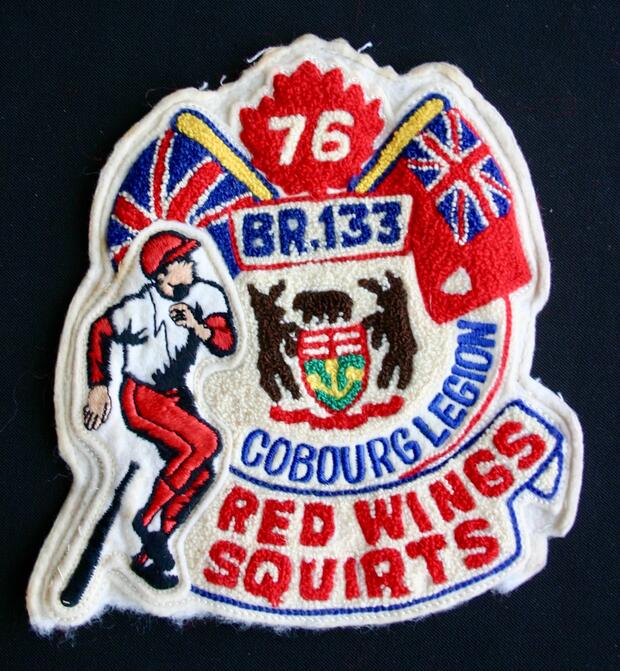 76
BR.133
COBOURG LEGION
RED WINGS
SQUIRTS